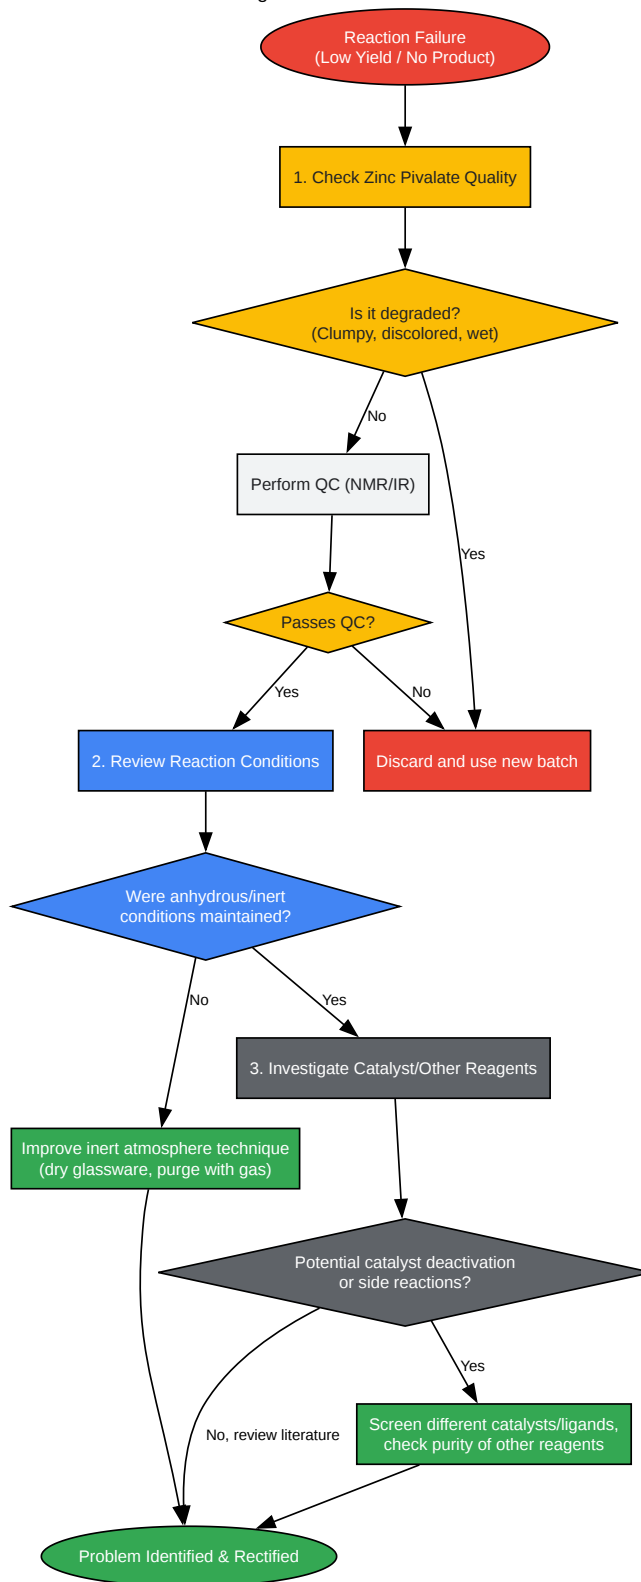 Reaction Failure
(Low Yield / No Product)
1. Check Zinc Pivalate Quality
Is it degraded?
(Clumpy, discolored, wet)
No
Perform QC (NMR/IR)
Yes
Passes QC?
Yes
No
2. Review Reaction Conditions
Discard and use new batch
Were anhydrous/inert
conditions maintained?
No
Yes
3. Investigate Catalyst/Other Reagents
Improve inert atmosphere technique
(dry glassware, purge with gas)
Potential catalyst deactivation
or side reactions?
Yes
No, review literature
Screen different catalysts/ligands,
check purity of other reagents
Problem Identified & Rectified